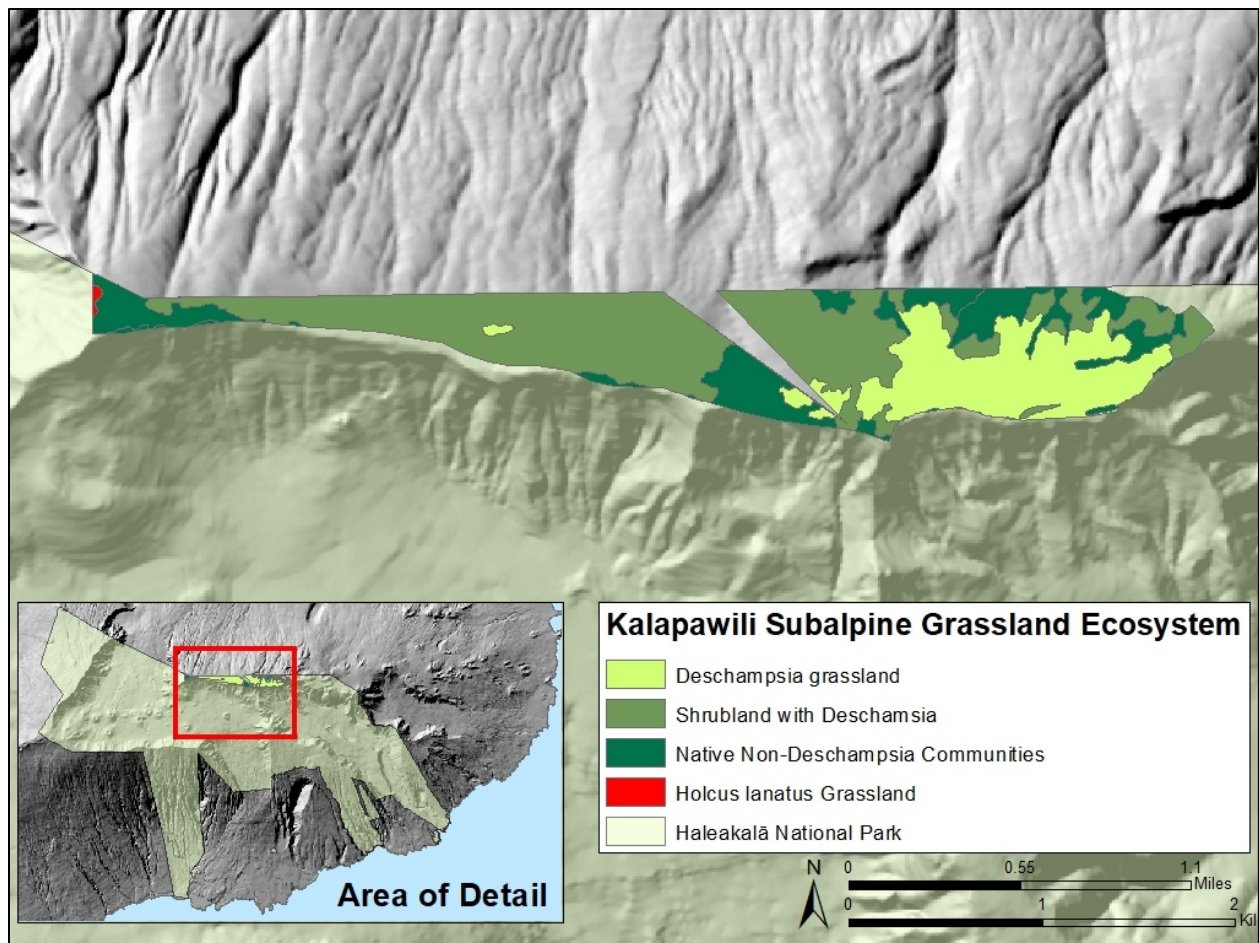 Kalapawili Subalpine Grassland Ecosystem
Deschampsia grassland
Shrubland with Deschamsia
Native Non-Deschampsia Communities
Holcus lanatus Grassland
Haleakalā National Park
Area of Detail
N
0 0.55 1.1
Miles
0 1 2
Kil